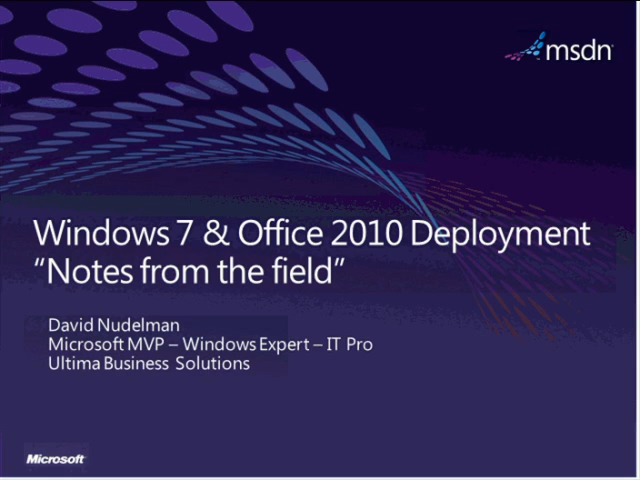 msdn
Windows 7 & Office 2010 Deployment
“Notes from the field”
David Nudelman
Microsoft MVP – Windows Expert – IT Pro
Ultima Business Solutions
Microsoft